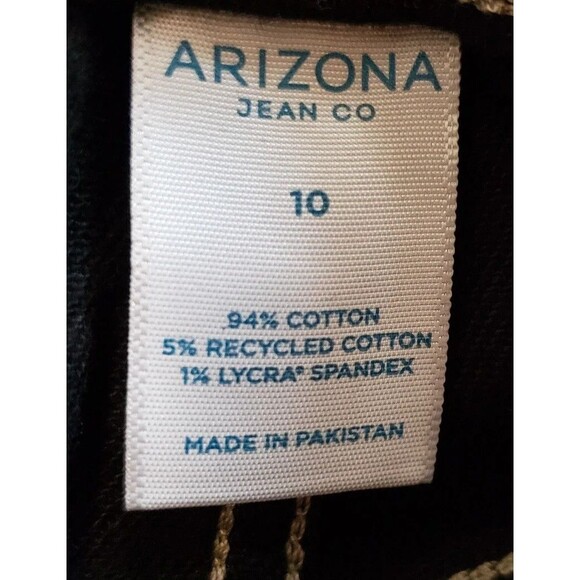 ARIZONA
JEAN CO
10
94% COTTON
5% RECYCLED COTTON
1% LYCRA® SPANDEX
MADE IN PAKISTAN